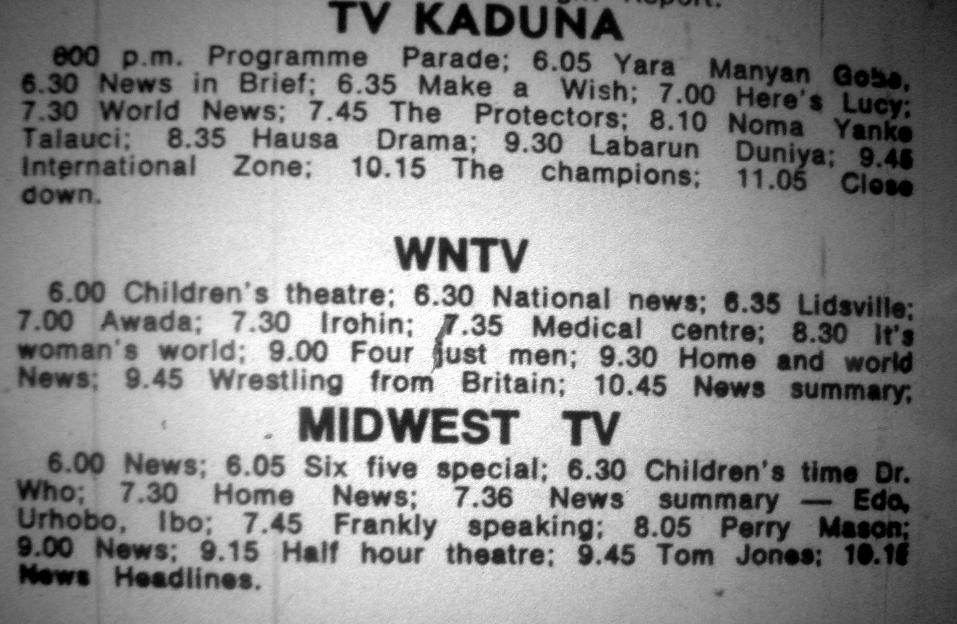 Report.
TV KADUNA
600 p.m. Programme Parade; 6.05 Yara Manyan Gobe,
6.30 News in Brief; 6.35 Make a Wish; 7.00 Here's Lucy;
7.30 World News; 7.45 The Protectors; 8.10 Noma Yanke
Talauci; 8.35 Hausa Drama; 9.30 Labarun Duniya; 9.45
International Zone; 10.15 The champions; 11.05 Close
down.
WNTV
6.00 Children's theatre; 6.30 National news; 6.35 Lidsville;
7.00 Awada; 7.30 Irohin; 7.35 Medical centre; 8.30 It's
woman's world; 9.00 Four just men; 9.30 Home and world
News; 9.45 Wrestling from Britain; 10.45 News summary;
MIDWEST TV
6.00 News; 6.05 Six five special; 6.30 Children's time Dr.
Who; 7.30 Home News; 7.36 News summary — Edo,
Urhobo, Ibo; 7.45 Frankly speaking; 8.05 Perry Mason;
9.00 News; 9.15 Half hour theatre; 9.45 Tom Jones; 10.15
News Headlines.